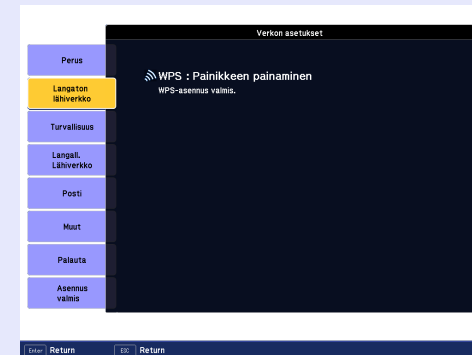 Verkon asetukset
Perus
Langaton
lähiverkko
Turvallisuus
Langall.
Lähiverkko
Posti
Muut
Palauta
Asennus
valmis
WPS : Painikkeen painaminen
WPS-asennus valmis.
Enter Return ESC Return